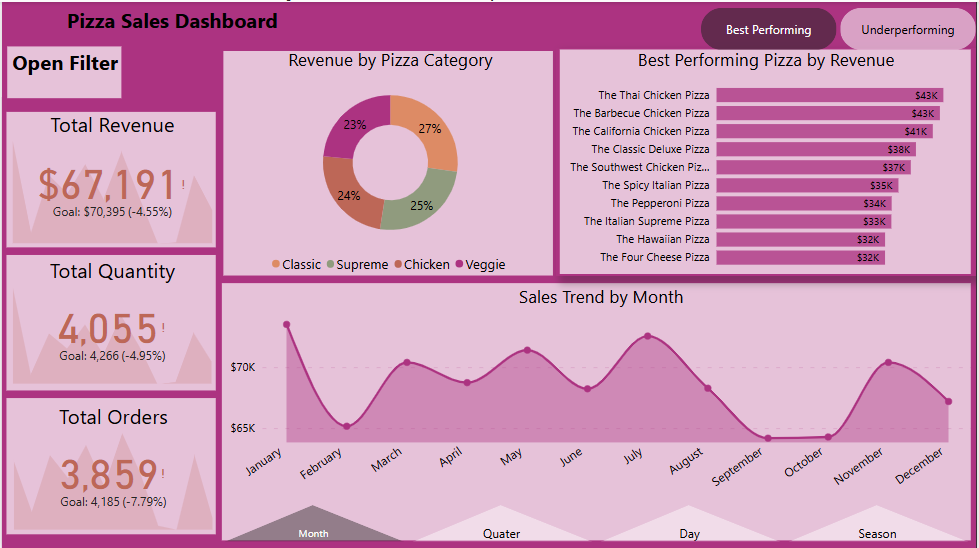 Pizza Sales Dashboard
Best Performing
Underperforming
Open Filter
Total Revenue
$67,191!
Goal: $70,395 (-4.55%)
Total Quantity
4,055!
Goal: 4,266 (-4.95%)
Total Orders
3,859!
Goal: 4,185 (-7.79%)
Revenue by Pizza Category
23%
27%
24%
25%
Classic Supreme Chicken Veggie
Best Performing Pizza by Revenue
The Thai Chicken Pizza $43K
The Barbecue Chicken Pizza $43K
The California Chicken Pizza $41K
The Classic Deluxe Pizza $38K
The Southwest Chicken Piz... $37K
The Spicy Italian Pizza $35K
The Pepperoni Pizza $34K
The Italian Supreme Pizza $33K
The Hawaiian Pizza $32K
The Four Cheese Pizza $32K
Sales Trend by Month
$70K
$65K
January February March April May June July August September October November December
Month Quater Day Season